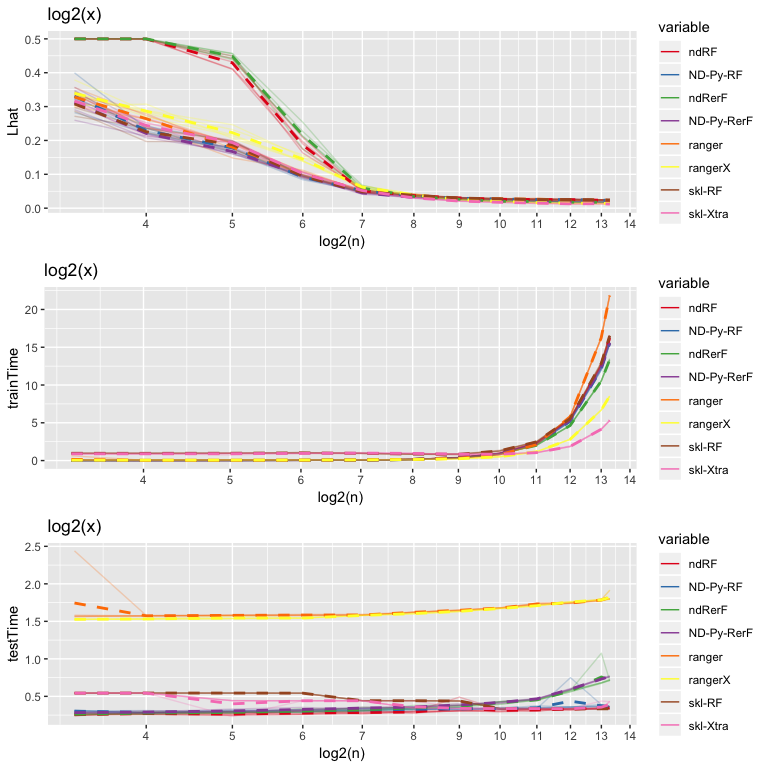 log2(x)
Lhat
0.5
0.4
0.3
0.2
0.1
0.0
4 5 6 7 8 9 10 11 12 13 14
log2(n)
variable
ndRF
ND-Py-RF
ndRerF
ND-Py-RerF
ranger
rangerX
skl-RF
skl-Xtra
log2(x)
trainTime
20
15
10
5
0
4 5 6 7 8 9 10 11 12 13 14
log2(n)
variable
ndRF
ND-Py-RF
ndRerF
ND-Py-RerF
ranger
rangerX
skl-RF
skl-Xtra
log2(x)
testTime
2.5
2.0
1.5
1.0
0.5
4 5 6 7 8 9 10 11 12 13 14
log2(n)
variable
ndRF
ND-Py-RF
ndRerF
ND-Py-RerF
ranger
rangerX
skl-RF
skl-Xtra